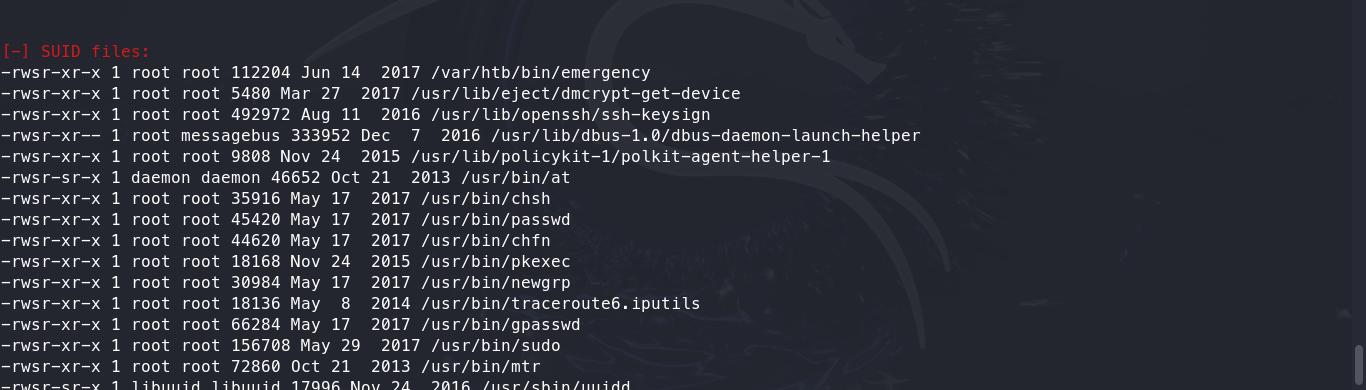 [-] SUID files:
-rwsr-xr-x 1 root root 112204 Jun 14  2017 /var/htb/bin/emergency
-rwsr-xr-x 1 root root 5480 Mar 27  2017 /usr/lib/eject/dmcrypt-get-device
-rwsr-xr-x 1 root root 492972 Aug 11  2016 /usr/lib/openssh/ssh-keysign
-rwsr-xr-- 1 root messagebus 333952 Dec  7  2016 /usr/lib/dbus-1.0/dbus-daemon-launch-helper
-rwsr-xr-x 1 root root 9808 Nov 24  2015 /usr/lib/policykit-1/polkit-agent-helper-1
-rwsr-sr-x 1 daemon daemon 46652 Oct 21  2013 /usr/bin/at
-rwsr-xr-x 1 root root 35916 May 17  2017 /usr/bin/chsh
-rwsr-xr-x 1 root root 45420 May 17  2017 /usr/bin/passwd
-rwsr-xr-x 1 root root 44620 May 17  2017 /usr/bin/chfn
-rwsr-xr-x 1 root root 18168 Nov 24  2015 /usr/bin/pkexec
-rwsr-xr-x 1 root root 30984 May 17  2017 /usr/bin/newgrp
-rwsr-xr-x 1 root root 18136 May  8  2014 /usr/bin/traceroute6.iputils
-rwsr-xr-x 1 root root 66284 May 17  2017 /usr/bin/gpasswd
-rwsr-xr-x 1 root root 156708 May 29  2017 /usr/bin/sudo
-rwsr-xr-x 1 root root 72860 Oct 21  2013 /usr/bin/mtr
-rwsr-sr-x 1 libuuid libuuid 17996 Nov 24  2016 /usr/sbin/uuidd